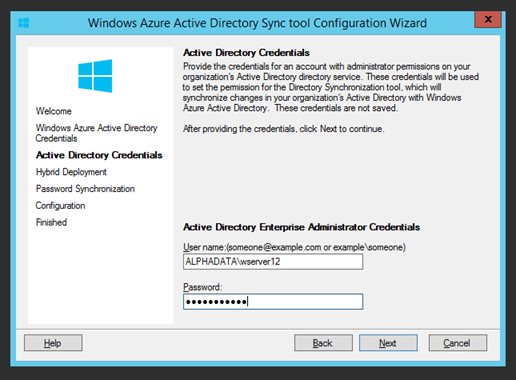 Windows Azure Active Directory Sync tool Configuration Wizard
x
Welcome
Windows Azure Active Directory
Credentials
Active Directory Credentials
Hybrid Deployment
Password Synchronization
Configuration
Finished
Active Directory Credentials
Provide the credentials for an account with administrator permissions on your
organization's Active Directory directory service. These credentials will be used
to set the permission for the Directory Synchronization tool, which will
synchronize changes in your organization's Active Directory with Windows
Azure Active Directory. These credentials are not saved.
After providing the credentials, click Next to continue.
Active Directory Enterprise Administrator Credentials
User name:(someone@example.com or example\someone)
ALPHADATA\wserver12
Password:
●●●●●●●●●●●
Help
Back
Next
Cancel